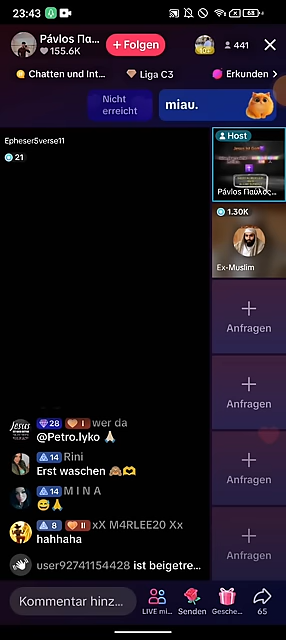 23:43
Pávlos Πα...
155.6K
+ Folgen
441
Chatten und Int...
Liga C3
Erkunden >
Nicht
erreicht
miau.
Epheser5verse11
21
Host
Pávlos Παύλος...
1.30K
Ex-Muslim
Anfragen
Anfragen
Anfragen
Anfragen
28 I wer da
@Petro.lyko 🙏
14 Rini
Erst waschen 🙈🫶
14 M I N A
😅🙏
8 II xX M4RLEE20 Xx
hahhaha
user92741154428 ist beigetre...
Kommentar hinz...
LIVE mi...
Senden
Gesche...
65